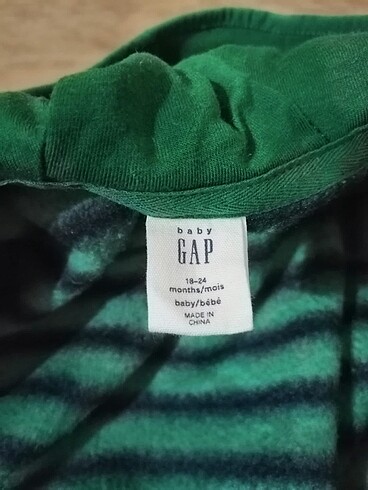 baby
GAP
18-24
months/mois
baby/bébé
MADE IN
CHINA